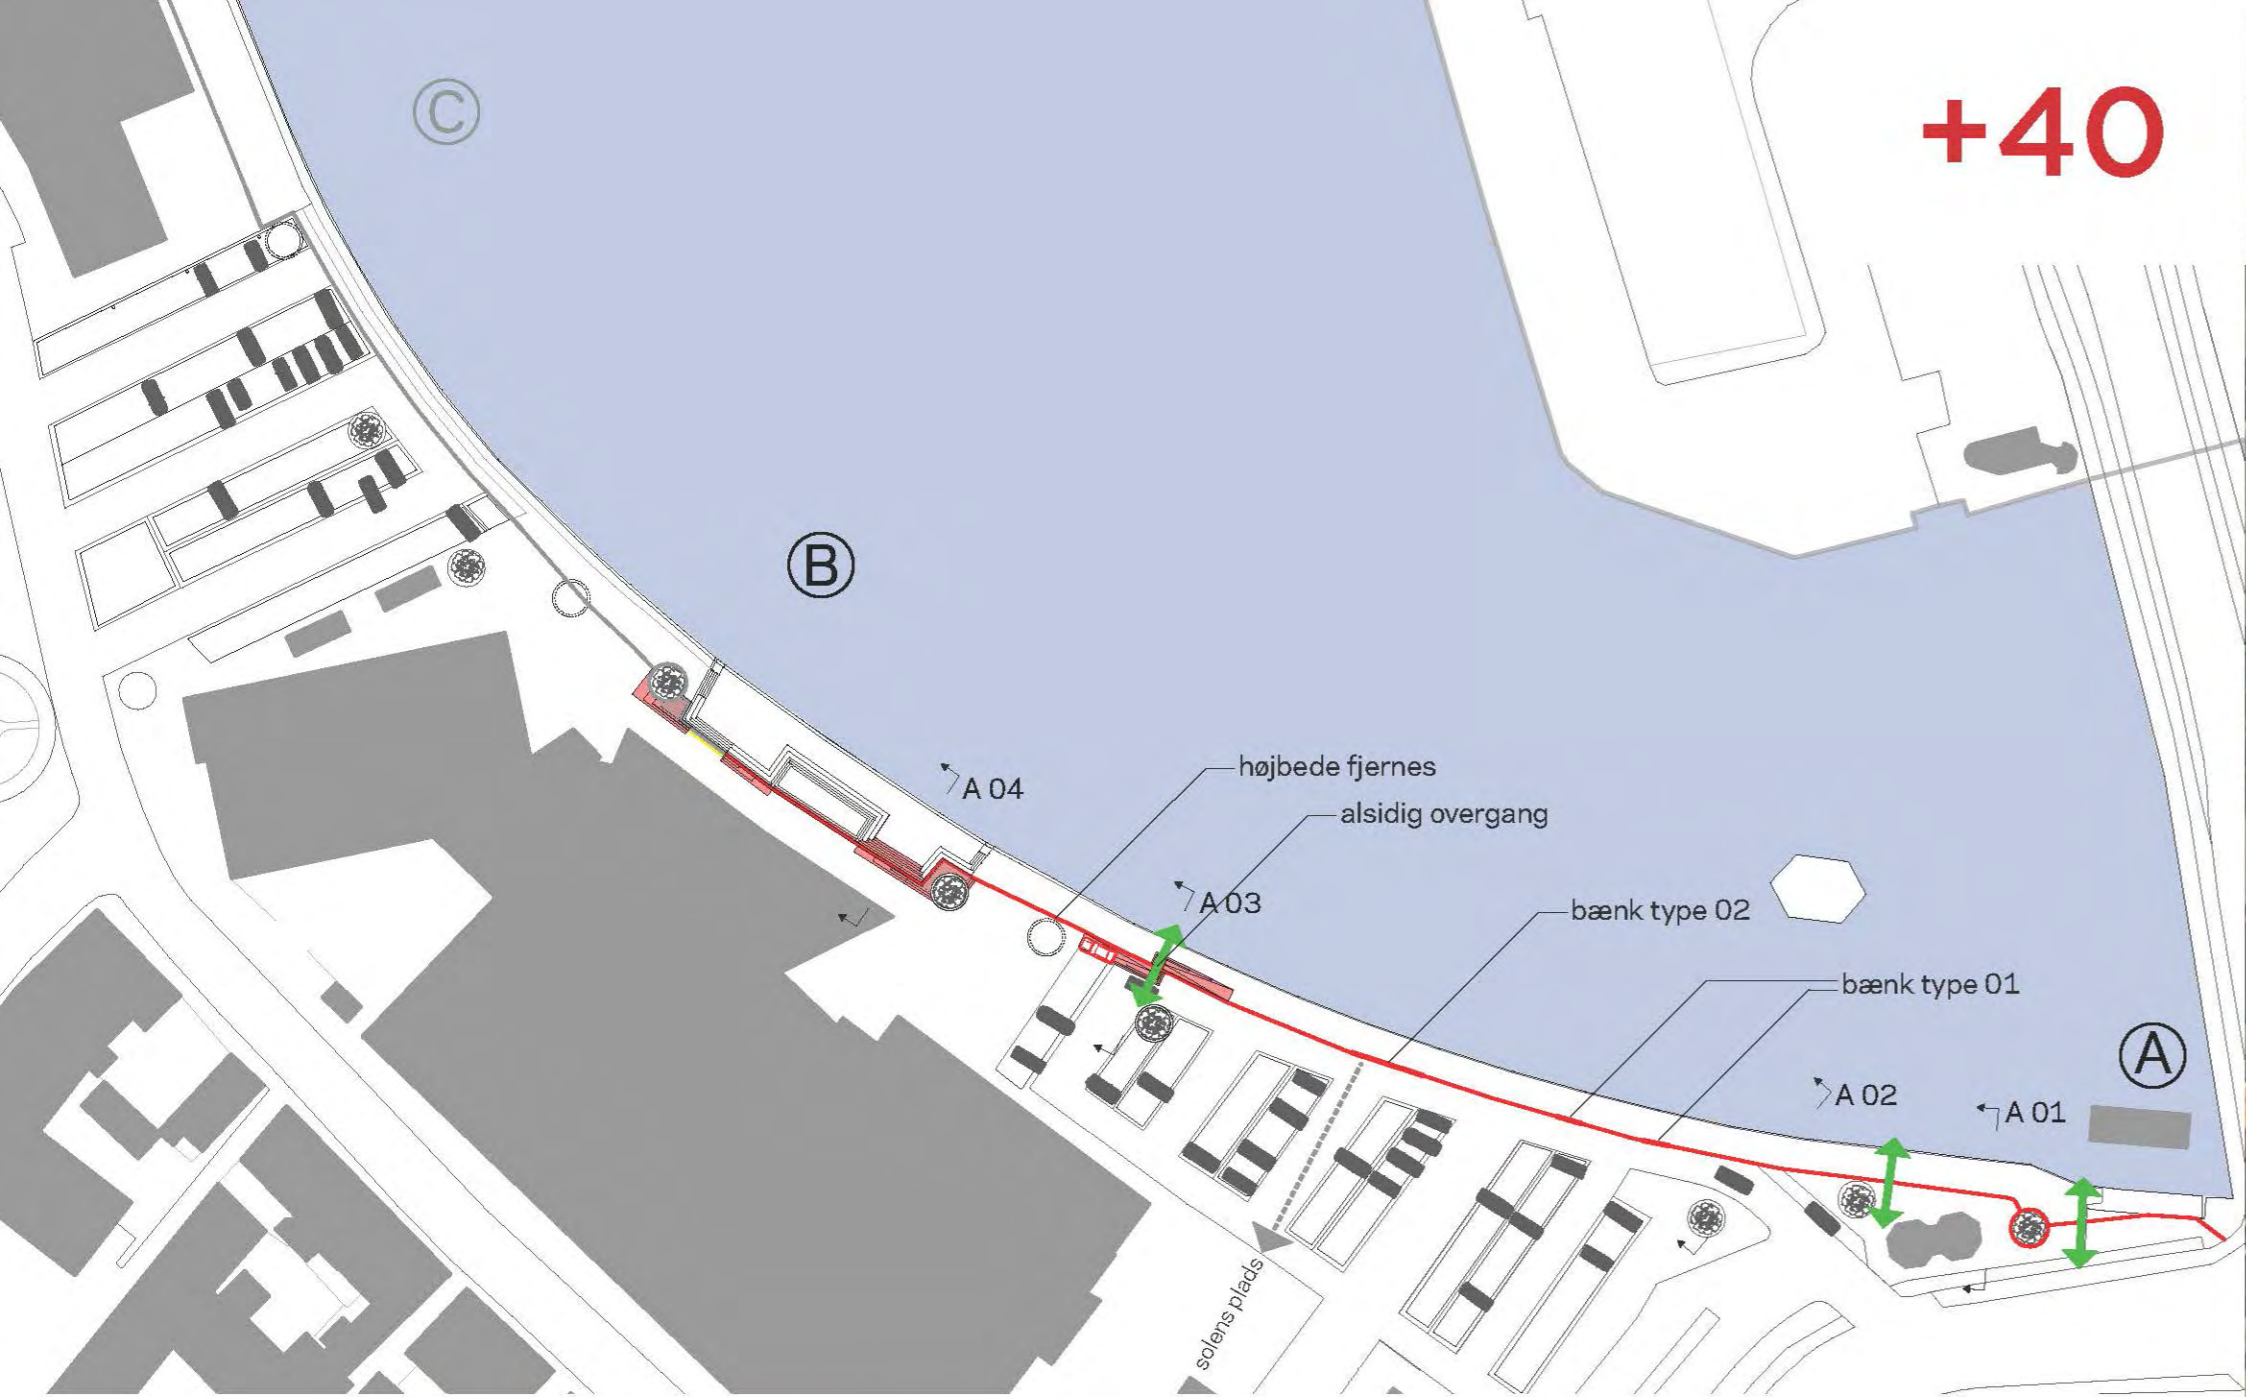 C
+40
B
højbede fjernes
A 04
alsidig overgang
A 03
bænk type 02
bænk type 01
A
A 02
A 01
solens plads